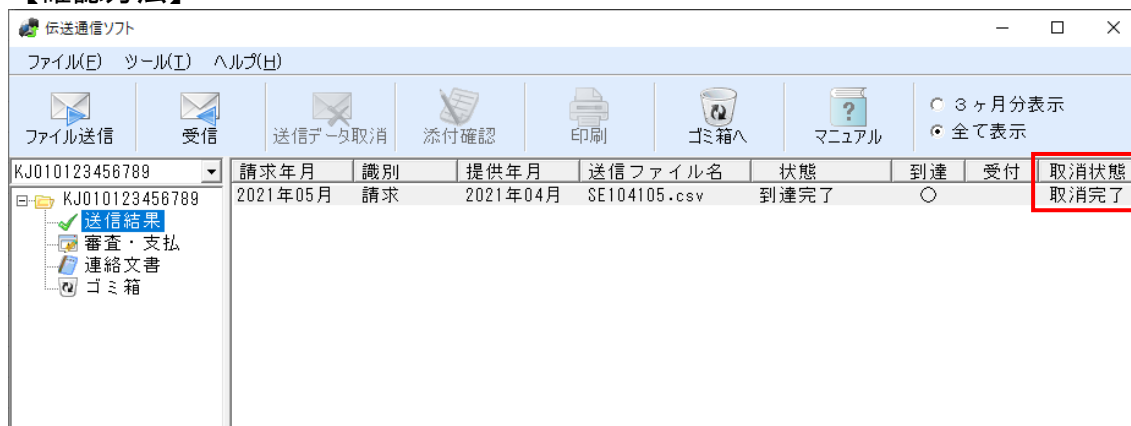 【確認方法】
伝送通信ソフト
ファイル(F) ツール(T) ヘルプ(H)
ファイル送信 受信 送信データ取消 添付確認 印刷 ゴミ箱へ マニュアル
3ヶ月分表示
全て表示
KJ010123456789
請求年月 識別 提供年月 送信ファイル名 状態 到達 受付 取消状態
2021年05月 請求 2021年04月 SE104105.csv 到達完了 ○ 取消完了
KJ010123456789
送信結果
審査・支払
連絡文書
ゴミ箱